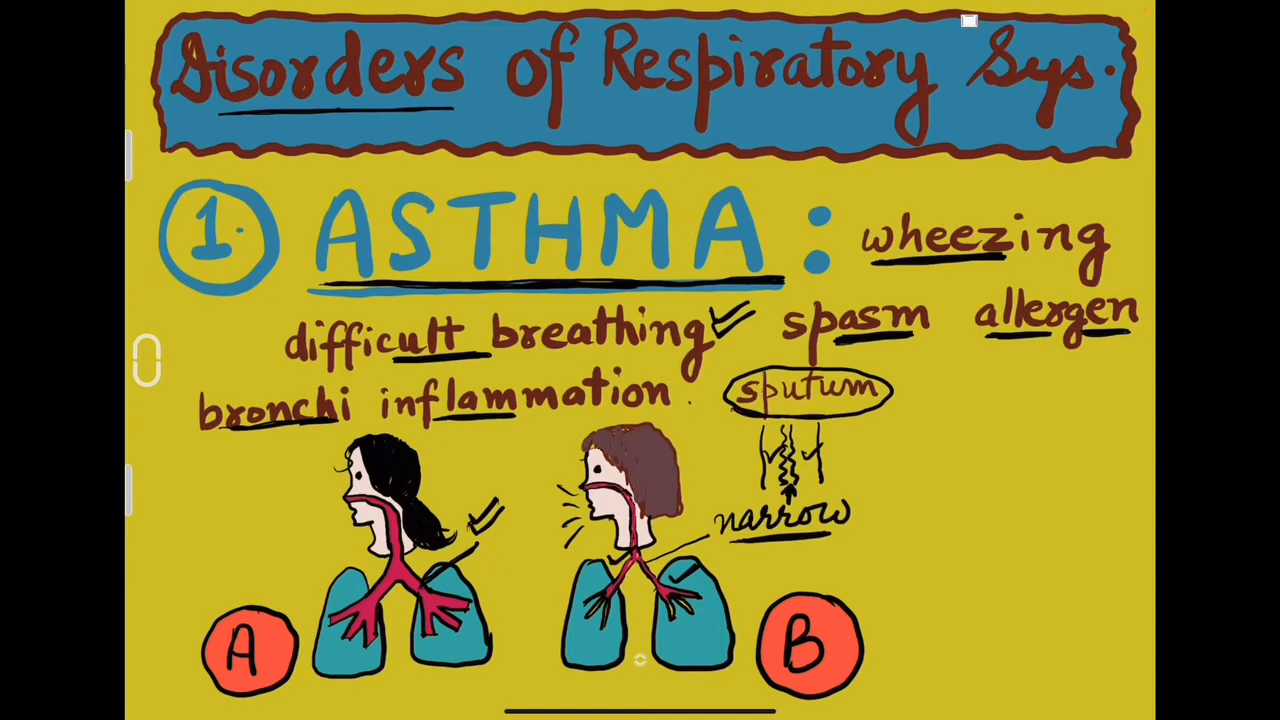 Disorders of Respiratory Sys.
1. ASTHMA : wheezing
difficult breathing spasm allergen
bronchi inflammation. sputum
narrow
A B